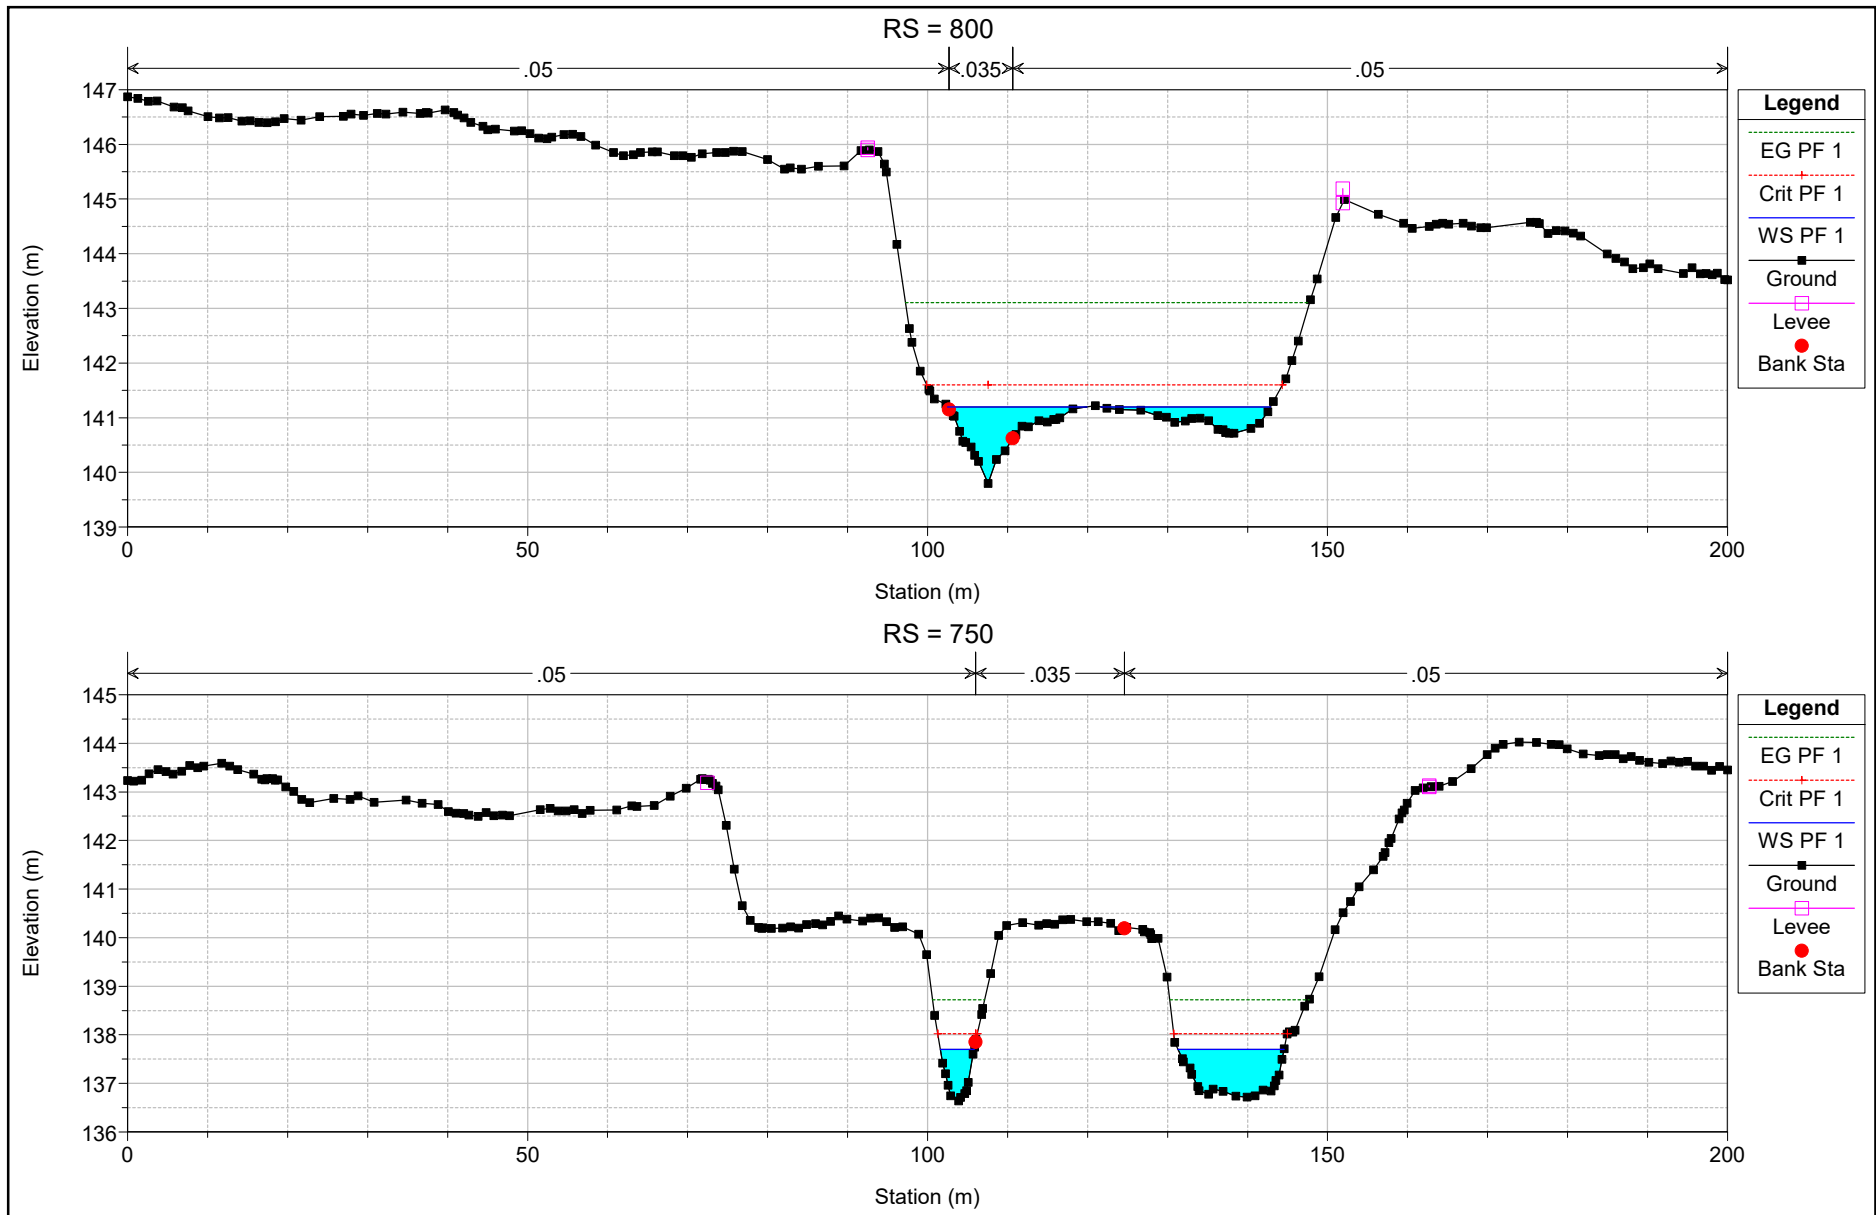 RS = 800
.05 .035 .05
147
146
145
144
143
142
141
140
139
Elevation (m)
0 50 100 150 200
Station (m)
Legend
EG PF 1
Crit PF 1
WS PF 1
Ground
Levee
Bank Sta
RS = 750
.05 .035 .05
145
144
143
142
141
140
139
138
137
136
Elevation (m)
0 50 100 150 200
Station (m)
Legend
EG PF 1
Crit PF 1
WS PF 1
Ground
Levee
Bank Sta